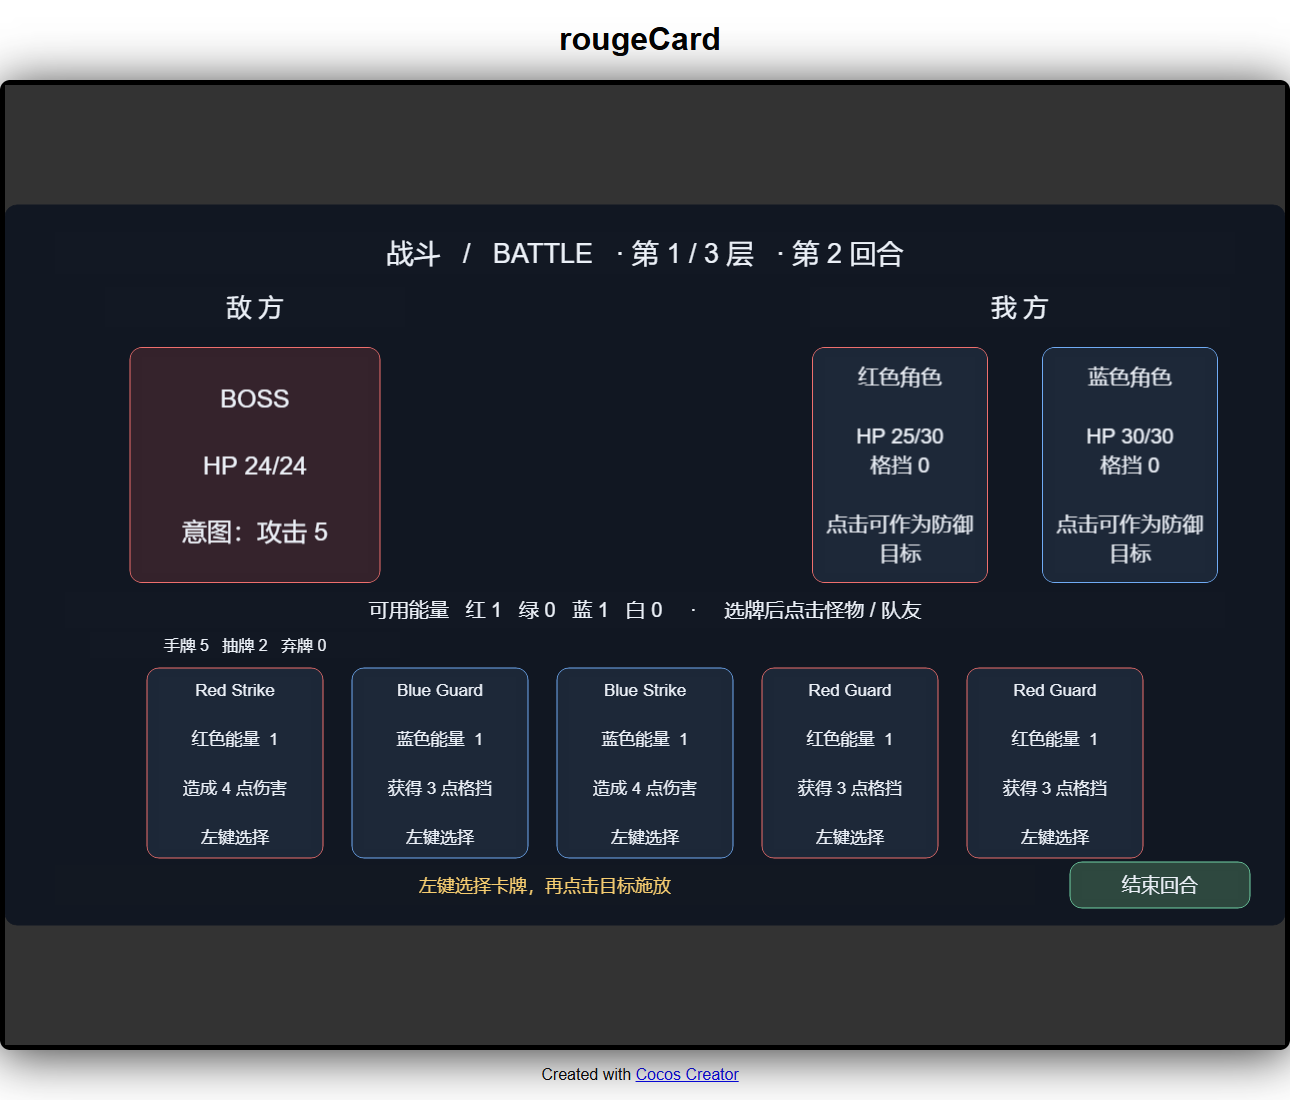 rougeCard
战斗 / BATTLE · 第 1 / 3 层 · 第 2 回合
敌 方
我 方
BOSS
HP 24/24
意图：攻击 5
红色角色
HP 25/30
格挡 0
点击可作为防御
目标
蓝色角色
HP 30/30
格挡 0
点击可作为防御
目标
可用能量 红 1 绿 0 蓝 1 白 0 · 选牌后点击怪物 / 队友
手牌 5 抽牌 2 弃牌 0
Red Strike
红色能量 1
造成 4 点伤害
左键选择
Blue Guard
蓝色能量 1
获得 3 点格挡
左键选择
Blue Strike
蓝色能量 1
造成 4 点伤害
左键选择
Red Guard
红色能量 1
获得 3 点格挡
左键选择
Red Guard
红色能量 1
获得 3 点格挡
左键选择
左键选择卡牌，再点击目标施放
结束回合
Created with Cocos Creator